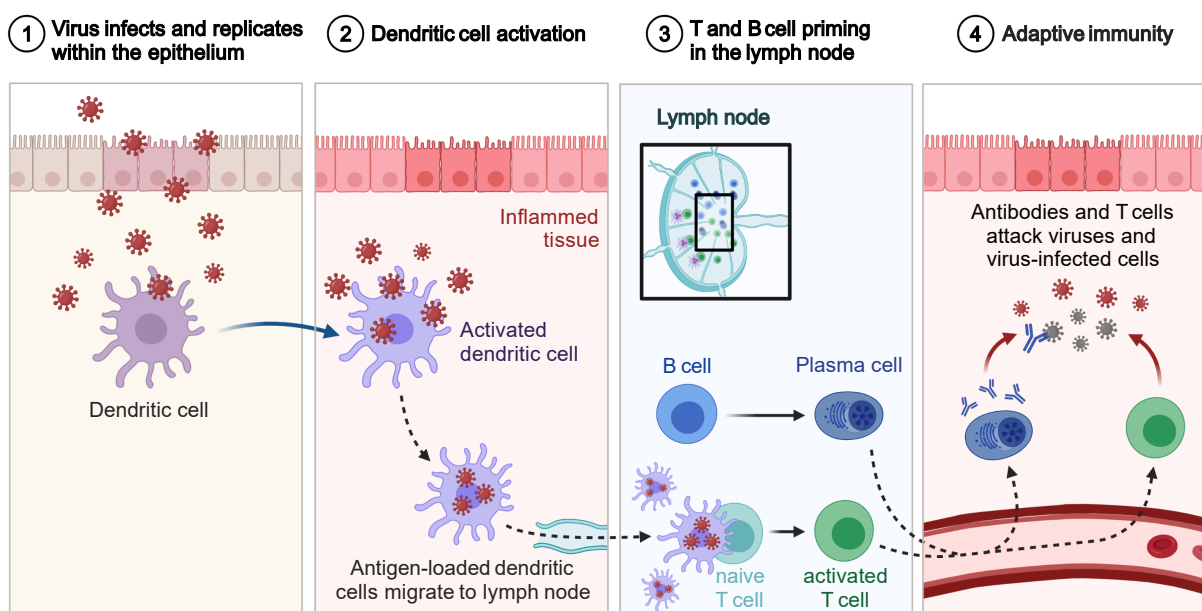 1 Virus infects and replicates
within the epithelium
2 Dendritic cell activation
3 T and B cell priming
in the lymph node
4 Adaptive immunity
Dendritic cell
Inflammed
tissue
Activated
dendritic cell
Antigen-loaded dendritic
cells migrate to lymph node
Lymph node
B cell
Plasma cell
naive
T cell
activated
T cell
Antibodies and T cells
attack viruses and
virus-infected cells